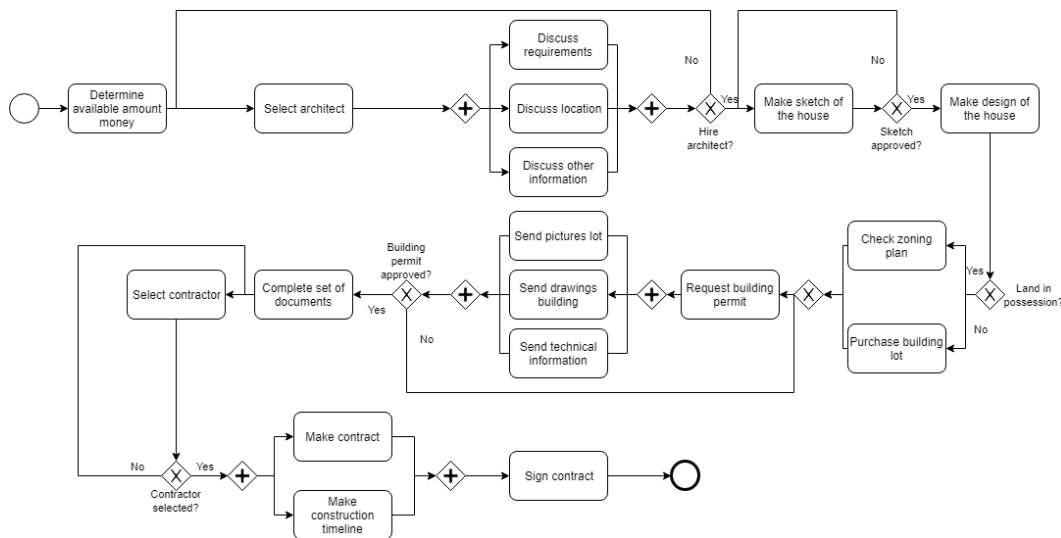 Determine
available amount
money
Select architect
Discuss
requirements
Discuss location
Discuss other
information
No
Yes
Hire
architect?
Make sketch of
the house
No
Yes
Sketch
approved?
Make design of
the house
Check zoning
plan
Yes
Land in
possession?
No
Purchase building
lot
Request building
permit
Send pictures lot
Send drawings
building
Send technical
information
Building
permit
approved?
Yes
No
Complete set of
documents
Select contractor
No
Yes
Contractor
selected?
Make contract
Make
construction
timeline
Sign contract